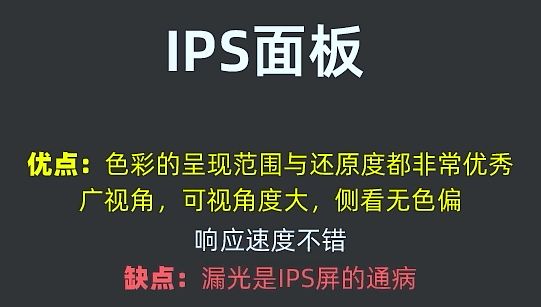 IPS面板
优点：色彩的呈现范围与还原度都非常优秀
广视角，可视角度大，侧看无色偏
响应速度不错
缺点：漏光是IPS屏的通病